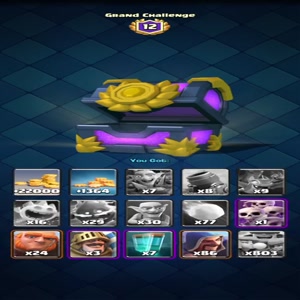 Grand Challenge
12
You Got:
+22000
+1364
x7
x8
x9
x16
x29
x30
x77
x1
x24
x3
x7
x86
x803